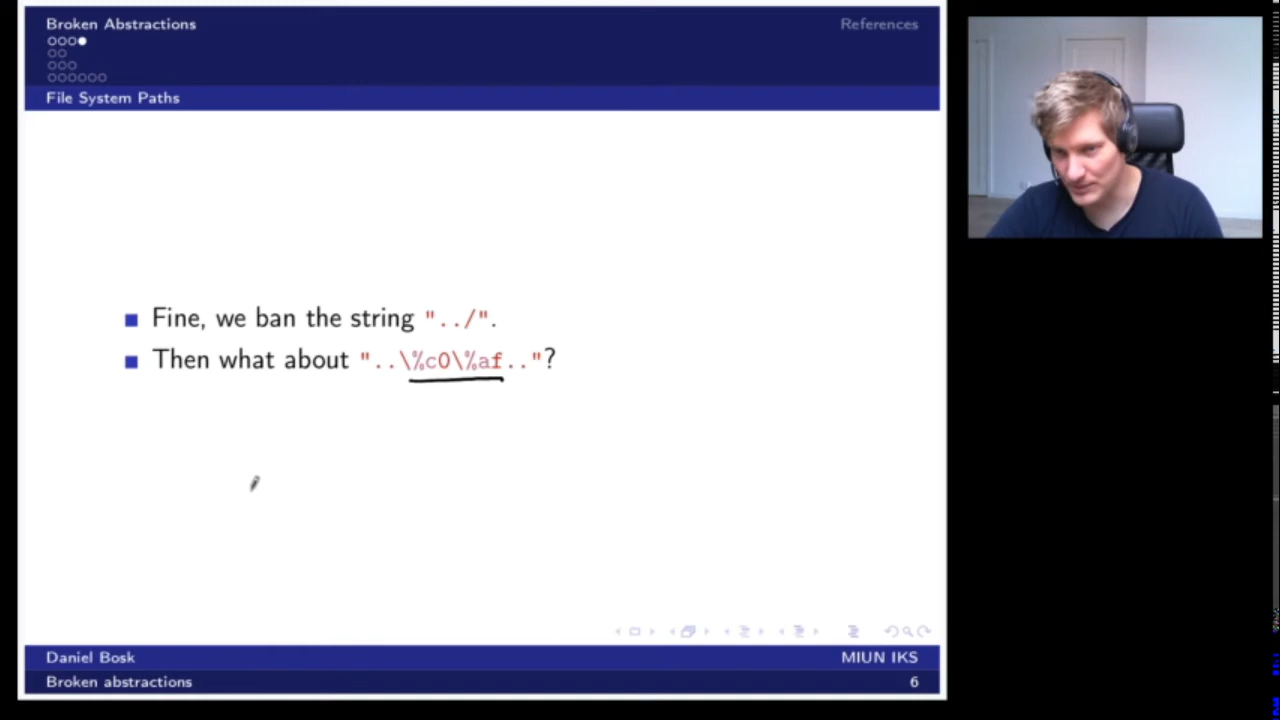 Broken Abstractions
References
File System Paths
Fine, we ban the string "../".
Then what about "..\%c0\%af.."?
Daniel Bosk
MIUN IKS
Broken abstractions
6